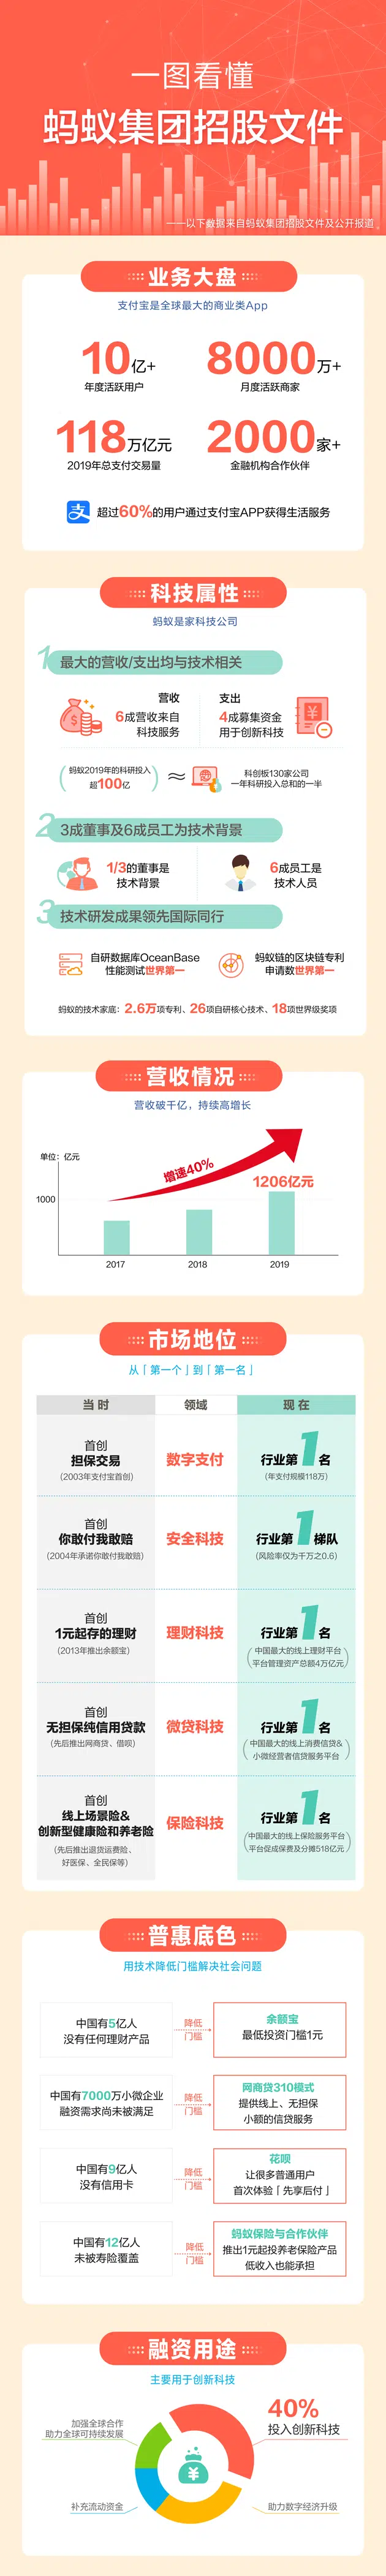 一图看懂
蚂蚁集团招股文件
——以下数据来自蚂蚁集团招股文件及公开报道
业务大盘
支付宝是全球最大的商业类App
10亿+
年度活跃用户
8000万+
月度活跃商家
118万亿元
2019年总支付交易量
2000家+
金融机构合作伙伴
支
超过60%的用户通过支付宝APP获得生活服务
科技属性
蚂蚁是家科技公司
1
最大的营收/支出均与技术相关
营收
6成营收来自
科技服务
支出
4成募集资金
用于创新科技
蚂蚁2019年的科研投入
超100亿
≈
科创板130家公司
一年科研投入总和的一半
2
3成董事及6成员工为技术背景
1/3的董事是
技术背景
6成员工是
技术人员
3
技术研发成果领先国际同行
自研数据库OceanBase
性能测试世界第一
蚂蚁链的区块链专利
申请数世界第一
蚂蚁的技术家底：2.6万项专利、26项自研核心技术、18项世界级奖项
营收情况
营收破千亿，持续高增长
单位：亿元
增速40%
1206亿元
1000
2017
2018
2019
市场地位
从「第一个」到「第一名」
当时
领域
现在
首创
担保交易
(2003年支付宝首创)
数字支付
行业第1名
(年支付规模118万)
首创
你敢付我敢赔
(2004年承诺你敢付我敢赔)
安全科技
行业第1梯队
(风险率仅为千万之0.6)
首创
1元起存的理财
(2013年推出余额宝)
理财科技
行业第1名
(中国最大的线上理财平台
平台管理资产总额4万亿元)
首创
无担保纯信用贷款
(先后推出网商贷、借呗)
微贷科技
行业第1名
(中国最大的线上消费信贷&
小微经营者信贷服务平台)
首创
线上场景险&
创新型健康险和养老险
(先后推出退货运费险、
好医保、全民保等)
保险科技
行业第1名
(中国最大的线上保险服务平台
平台促成保费及分摊518亿元)
普惠底色
用技术降低门槛解决社会问题
中国有5亿人
没有任何理财产品
降低
门槛
余额宝
最低投资门槛1元
中国有7000万小微企业
融资需求尚未被满足
降低
门槛
网商贷310模式
提供线上、无担保
小额的信贷服务
中国有9亿人
没有信用卡
降低
门槛
花呗
让很多普通用户
首次体验「先享后付」
中国有12亿人
未被寿险覆盖
降低
门槛
蚂蚁保险与合作伙伴
推出1元起投养老保险产品
低收入也能承担
融资用途
主要用于创新科技
40%
投入创新科技
加强全球合作
助力全球可持续发展
补充流动资金
助力数字经济升级